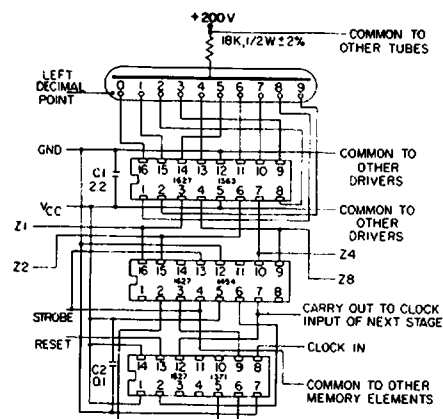 +200V
18K, 1/2W ± 2%
COMMON TO
OTHER TUBES
LEFT
DECIMAL
POINT
0 1 2 3 4 5 6 7 8 9
GND
C1
2.2
16 15 14 13 12 11 10 9
1627 1563
1 2 3 4 5 6 7 8
COMMON TO
OTHER
DRIVERS
VCC
COMMON TO
OTHER
DRIVERS
Z1
Z4
Z2
Z8
16 15 14 13 12 11 10 9
1627
1 2 3 4 5 6 7 8
STROBE
CARRY OUT TO CLOCK
INPUT OF NEXT STAGE
RESET
CLOCK IN
C2
0.1
14 13 12 11 10 9 8
1627 1371
1 2 3 4 5 6 7
COMMON TO OTHER
MEMORY ELEMENTS